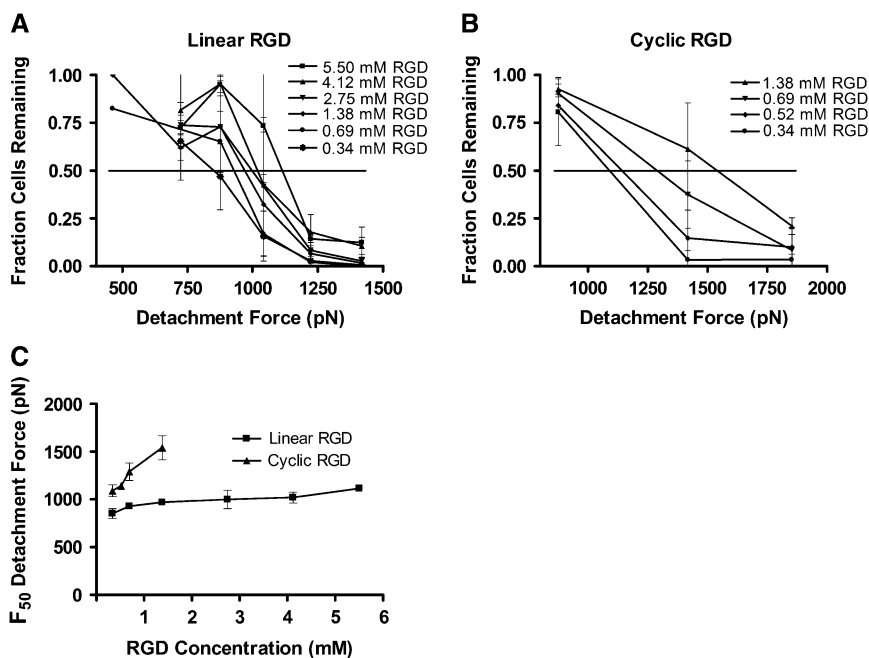 A
Linear RGD
Fraction Cells Remaining
1.00
0.75
0.50
0.25
0.00
500
750
1000
1250
1500
Detachment Force (pN)
5.50 mM RGD
4.12 mM RGD
2.75 mM RGD
1.38 mM RGD
0.69 mM RGD
0.34 mM RGD
B
Cyclic RGD
Fraction Cells Remaining
1.00
0.75
0.50
0.25
0.00
1000
1250
1500
1750
2000
Detachment Force (pN)
1.38 mM RGD
0.69 mM RGD
0.52 mM RGD
0.34 mM RGD
C
F50 Detachment Force (pN)
2000
1500
1000
500
0
1
2
3
4
5
6
RGD Concentration (mM)
Linear RGD
Cyclic RGD